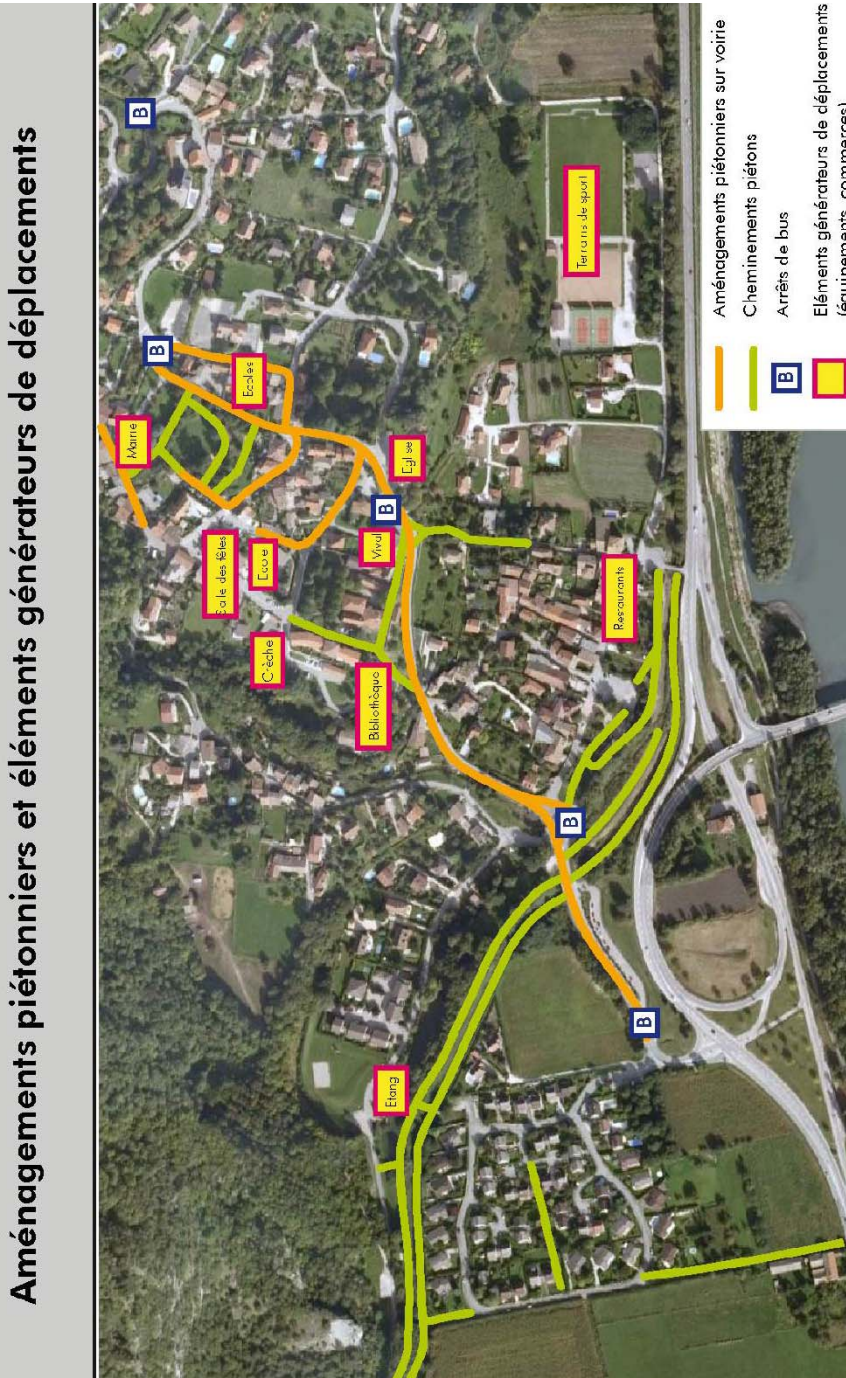 Aménagements piétonniers et éléments générateurs de déplacements
B
Mairie
B
Ecoles
Salle des fêtes
Ecole
Eglise
B
Vival
Crèche
Bibliothèque
Terrains de sport
Restaurants
B
Etang
B
Aménagements piétonniers sur voirie
Cheminements piétons
B
Arrêts de bus
Eléments générateurs de déplacements
(équipements, commerces)